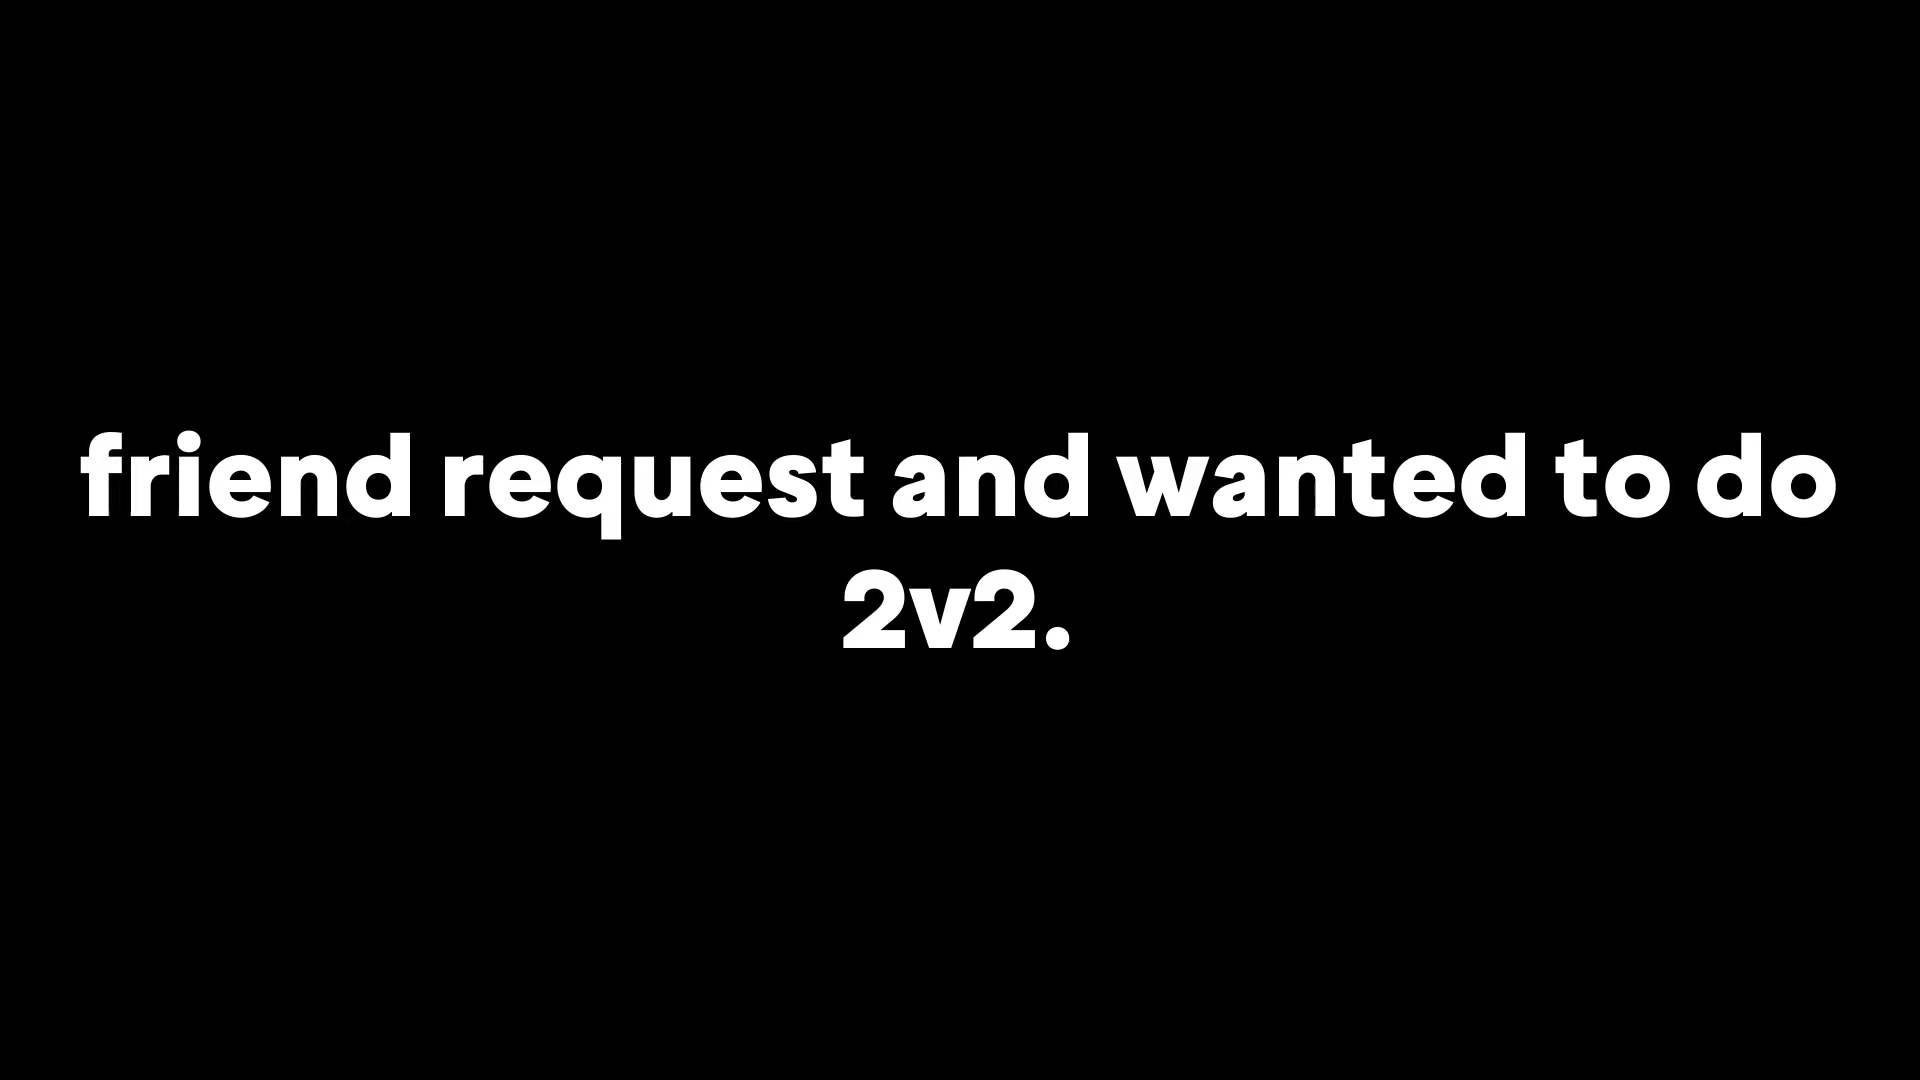 friend request and wanted to do
2v2.